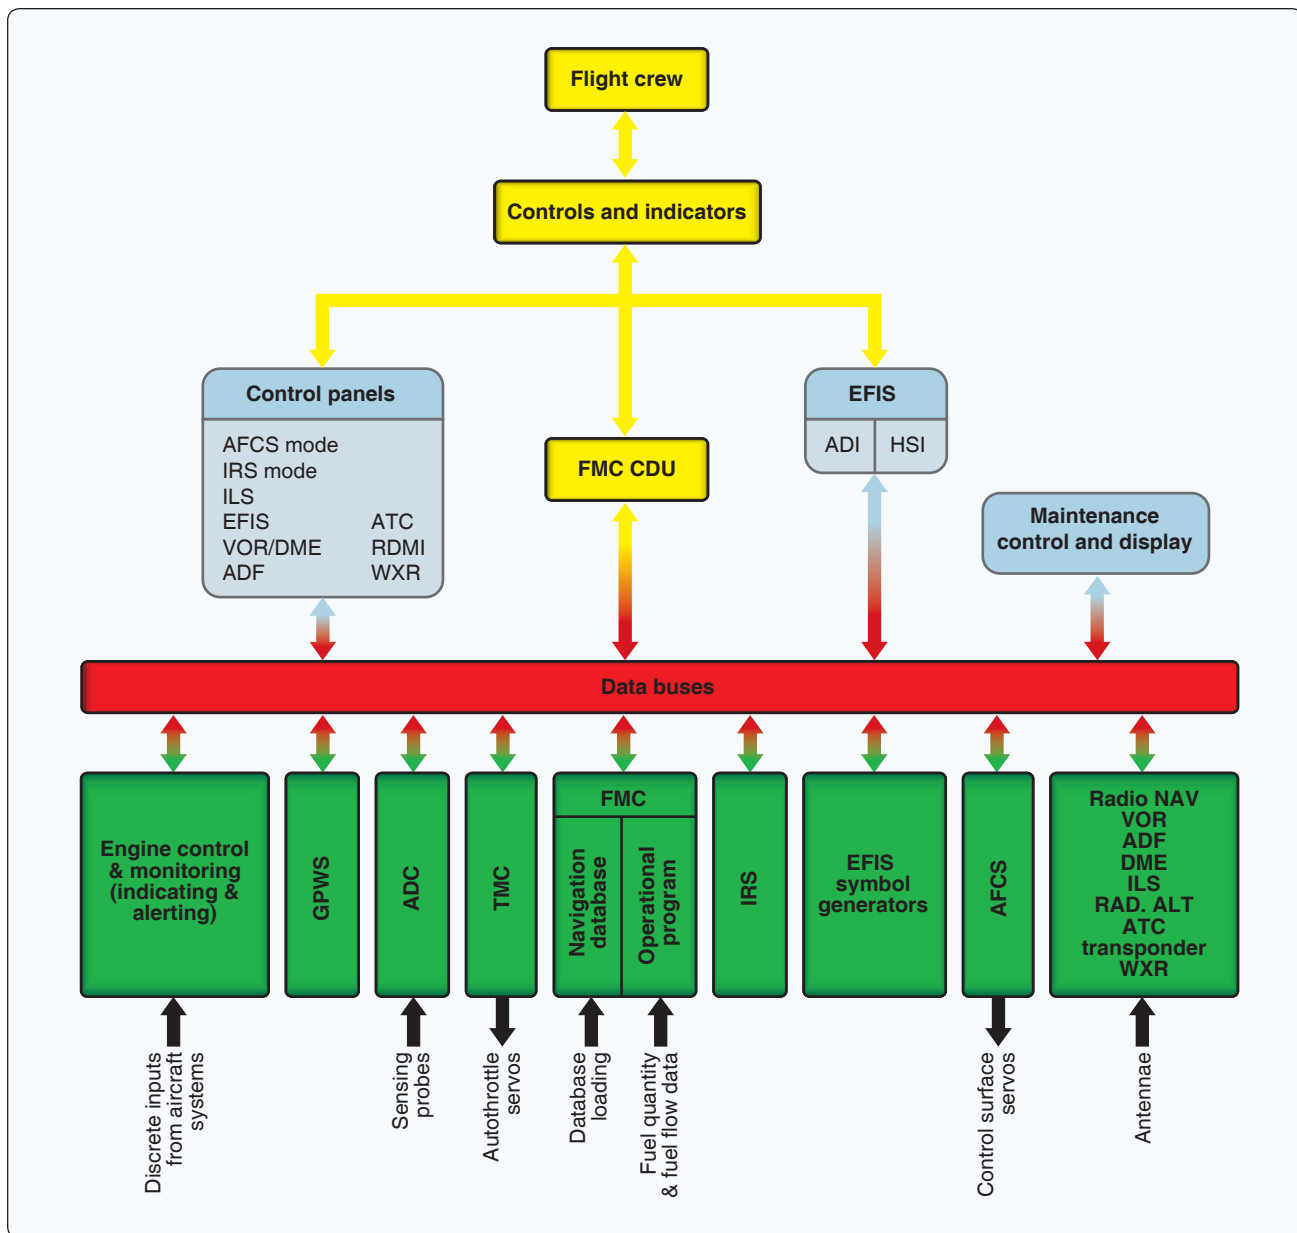 Flight crew
Controls and indicators
Control panels
AFCS mode
IRS mode
ILS
EFIS ATC
VOR/DME RDMI
ADF WXR
FMC CDU
EFIS
ADI HSI
Maintenance
control and display
Data buses
Engine control
& monitoring
(indicating &
alerting)
GPWS
ADC
TMC
FMC
Navigation
database
Operational
program
IRS
EFIS
symbol
generators
AFCS
Radio NAV
VOR
ADF
DME
ILS
RAD. ALT
ATC
transponder
WXR
Discrete inputs
from aircraft
systems
Sensing
probes
Autothrottle
servos
Database
loading
Fuel quantity
& fuel flow data
Control surface
servos
Antennae